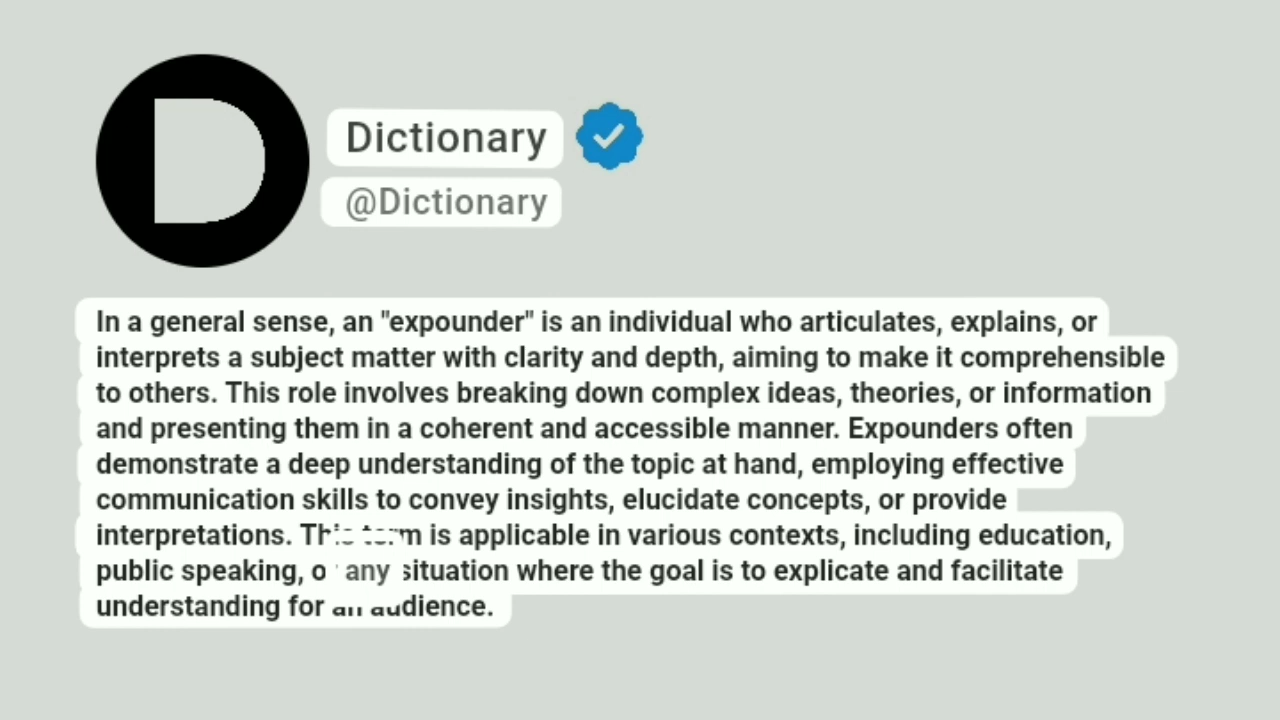 D
Dictionary
@Dictionary
In a general sense, an "expounder" is an individual who articulates, explains, or
interprets a subject matter with clarity and depth, aiming to make it comprehensible
to others. This role involves breaking down complex ideas, theories, or information
and presenting them in a coherent and accessible manner. Expounders often
demonstrate a deep understanding of the topic at hand, employing effective
communication skills to convey insights, elucidate concepts, or provide
interpretations. This term is applicable in various contexts, including education,
public speaking, or any situation where the goal is to explicate and facilitate
understanding for an audience.